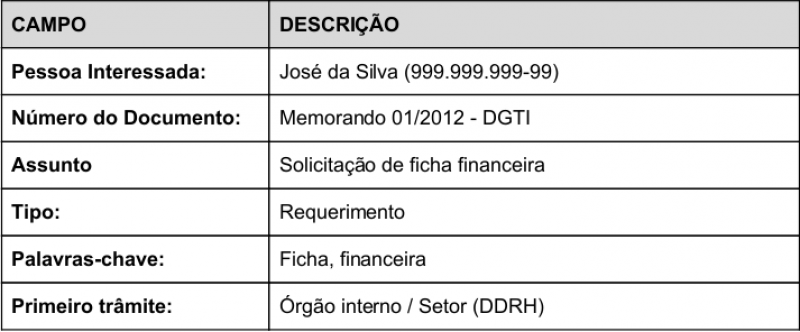 CAMPO DESCRIÇÃO
Pessoa Interessada: José da Silva (999.999.999-99)
Número do Documento: Memorando 01/2012 - DGTI
Assunto Solicitação de ficha financeira
Tipo: Requerimento
Palavras-chave: Ficha, financeira
Primeiro trâmite: Órgão interno / Setor (DDRH)